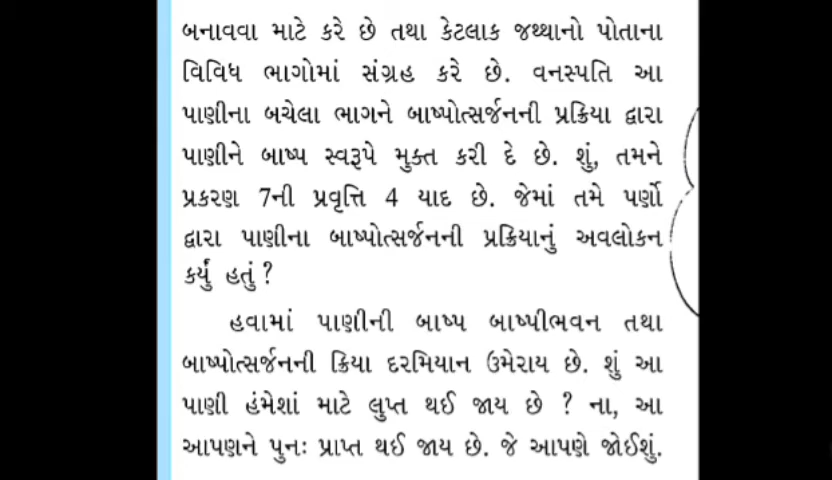 બનાવવા માટે કરે છે તથા કેટલાક જથ્થાનો પોતાના
વિવિધ ભાગોમાં સંગ્રહ કરે છે. વનસ્પતિ આ
પાણીના બચેલા ભાગને બાષ્પોત્સર્જનની પ્રક્રિયા દ્વારા
પાણીને બાષ્પ સ્વરૂપે મુક્ત કરી દે છે. શું, તમને
પ્રકરણ 7ની પ્રવૃત્તિ 4 યાદ છે. જેમાં તમે પર્ણો
દ્વારા પાણીના બાષ્પોત્સર્જનની પ્રક્રિયાનું અવલોકન
કર્યું હતું ?
હવામાં પાણીની બાષ્પ બાષ્પીભવન તથા
બાષ્પોત્સર્જનની ક્રિયા દરમિયાન ઉમેરાય છે. શું આ
પાણી હંમેશાં માટે લુપ્ત થઈ જાય છે ? ના, આ
આપણને પુનઃ પ્રાપ્ત થઈ જાય છે. જે આપણે જોઈશું.